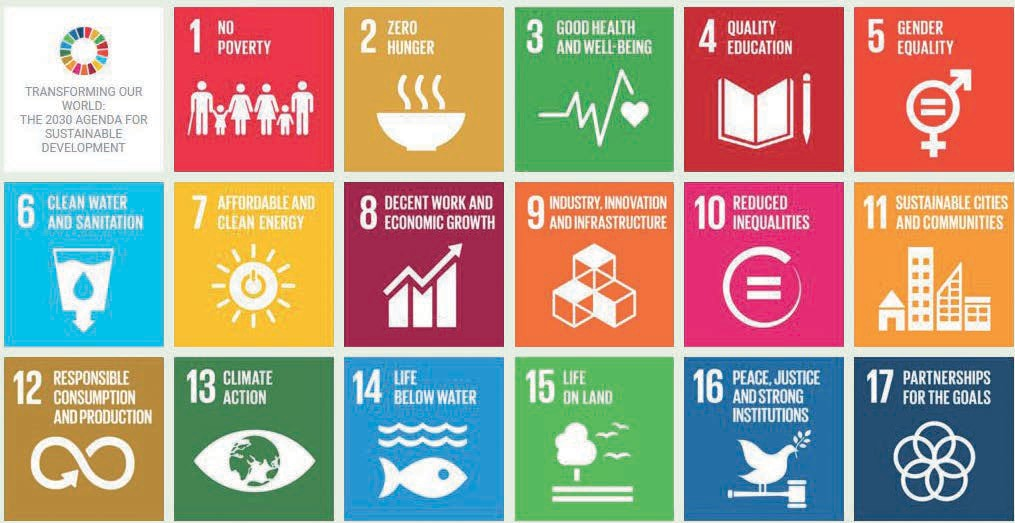 TRANSFORMING OUR
WORLD:
THE 2030 AGENDA FOR
SUSTAINABLE
DEVELOPMENT
1 NO
POVERTY
2 ZERO
HUNGER
3 GOOD HEALTH
AND WELL-BEING
4 QUALITY
EDUCATION
5 GENDER
EQUALITY
6 CLEAN WATER
AND SANITATION
7 AFFORDABLE AND
CLEAN ENERGY
8 DECENT WORK AND
ECONOMIC GROWTH
9 INDUSTRY, INNOVATION
AND INFRASTRUCTURE
10 REDUCED
INEQUALITIES
11 SUSTAINABLE CITIES
AND COMMUNITIES
12 RESPONSIBLE
CONSUMPTION
AND PRODUCTION
13 CLIMATE
ACTION
14 LIFE
BELOW WATER
15 LIFE
ON LAND
16 PEACE, JUSTICE
AND STRONG
INSTITUTIONS
17 PARTNERSHIPS
FOR THE GOALS